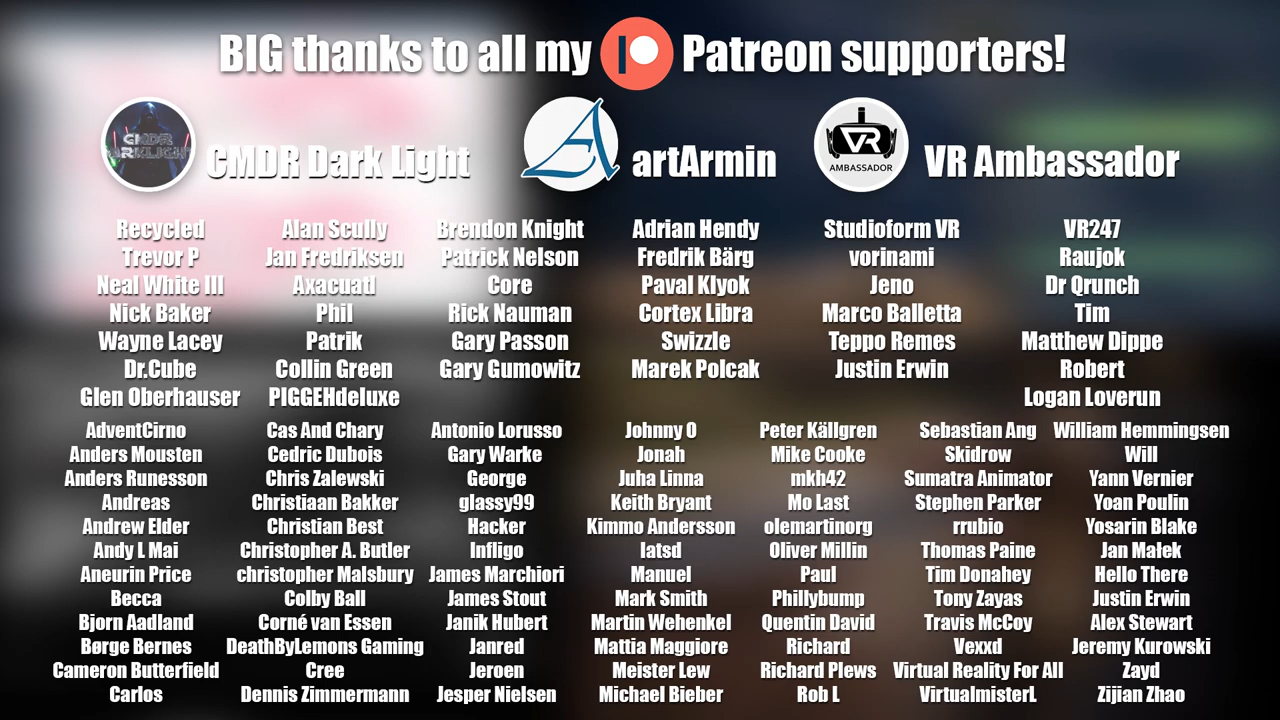 BIG thanks to all my Patreon supporters!
CMDR DARKLIGHT CMDR Dark Light
artArmin
VR AMBASSADOR VR Ambassador
Recycled Alan Scully Brendon Knight Adrian Hendy Studioform VR VR247
Trevor P Jan Fredriksen Patrick Nelson Fredrik Bärg vorinami Raujok
Neal White III Axacuatl Core Paval Klyok Jeno Dr Qrunch
Nick Baker Phil Rick Nauman Cortex Libra Marco Balletta Tim
Wayne Lacey Patrik Gary Passon Swizzle Teppo Remes Matthew Dippe
Dr.Cube Collin Green Gary Gumowitz Marek Polcak Justin Erwin Robert
Glen Oberhauser PIGGEHdeluxe Logan Loverun
AdventCirno Cas And Chary Antonio Lorusso Johnny O Peter Källgren Sebastian Ang William Hemmingsen
Anders Mousten Cedric Dubois Gary Warke Jonah Mike Cooke Skidrow Will
Anders Runesson Chris Zalewski George Juha Linna mkh42 Sumatra Animator Yann Vernier
Andreas Christiaan Bakker glassy99 Keith Bryant Mo Last Stephen Parker Yoan Poulin
Andrew Elder Christian Best Hacker Kimmo Andersson olemartinorg rrubio Yosarin Blake
Andy L Mai Christopher A. Butler Infligo latsd Oliver Millin Thomas Paine Jan Małek
Aneurin Price christopher Malsbury James Marchiori Manuel Paul Tim Donahey Hello There
Becca Colby Ball James Stout Mark Smith Phillybump Tony Zayas Justin Erwin
Bjorn Aadland Corné van Essen Janik Hubert Martin Wehenkel Quentin David Travis McCoy Alex Stewart
Børge Bernes DeathByLemons Gaming Janred Mattia Maggiore Richard Vexxd Jeremy Kurowski
Cameron Butterfield Cree Jeroen Meister Lew Richard Plews Virtual Reality For All Zayd
Carlos Dennis Zimmermann Jesper Nielsen Michael Bieber Rob L VirtualmisterL Zijian Zhao